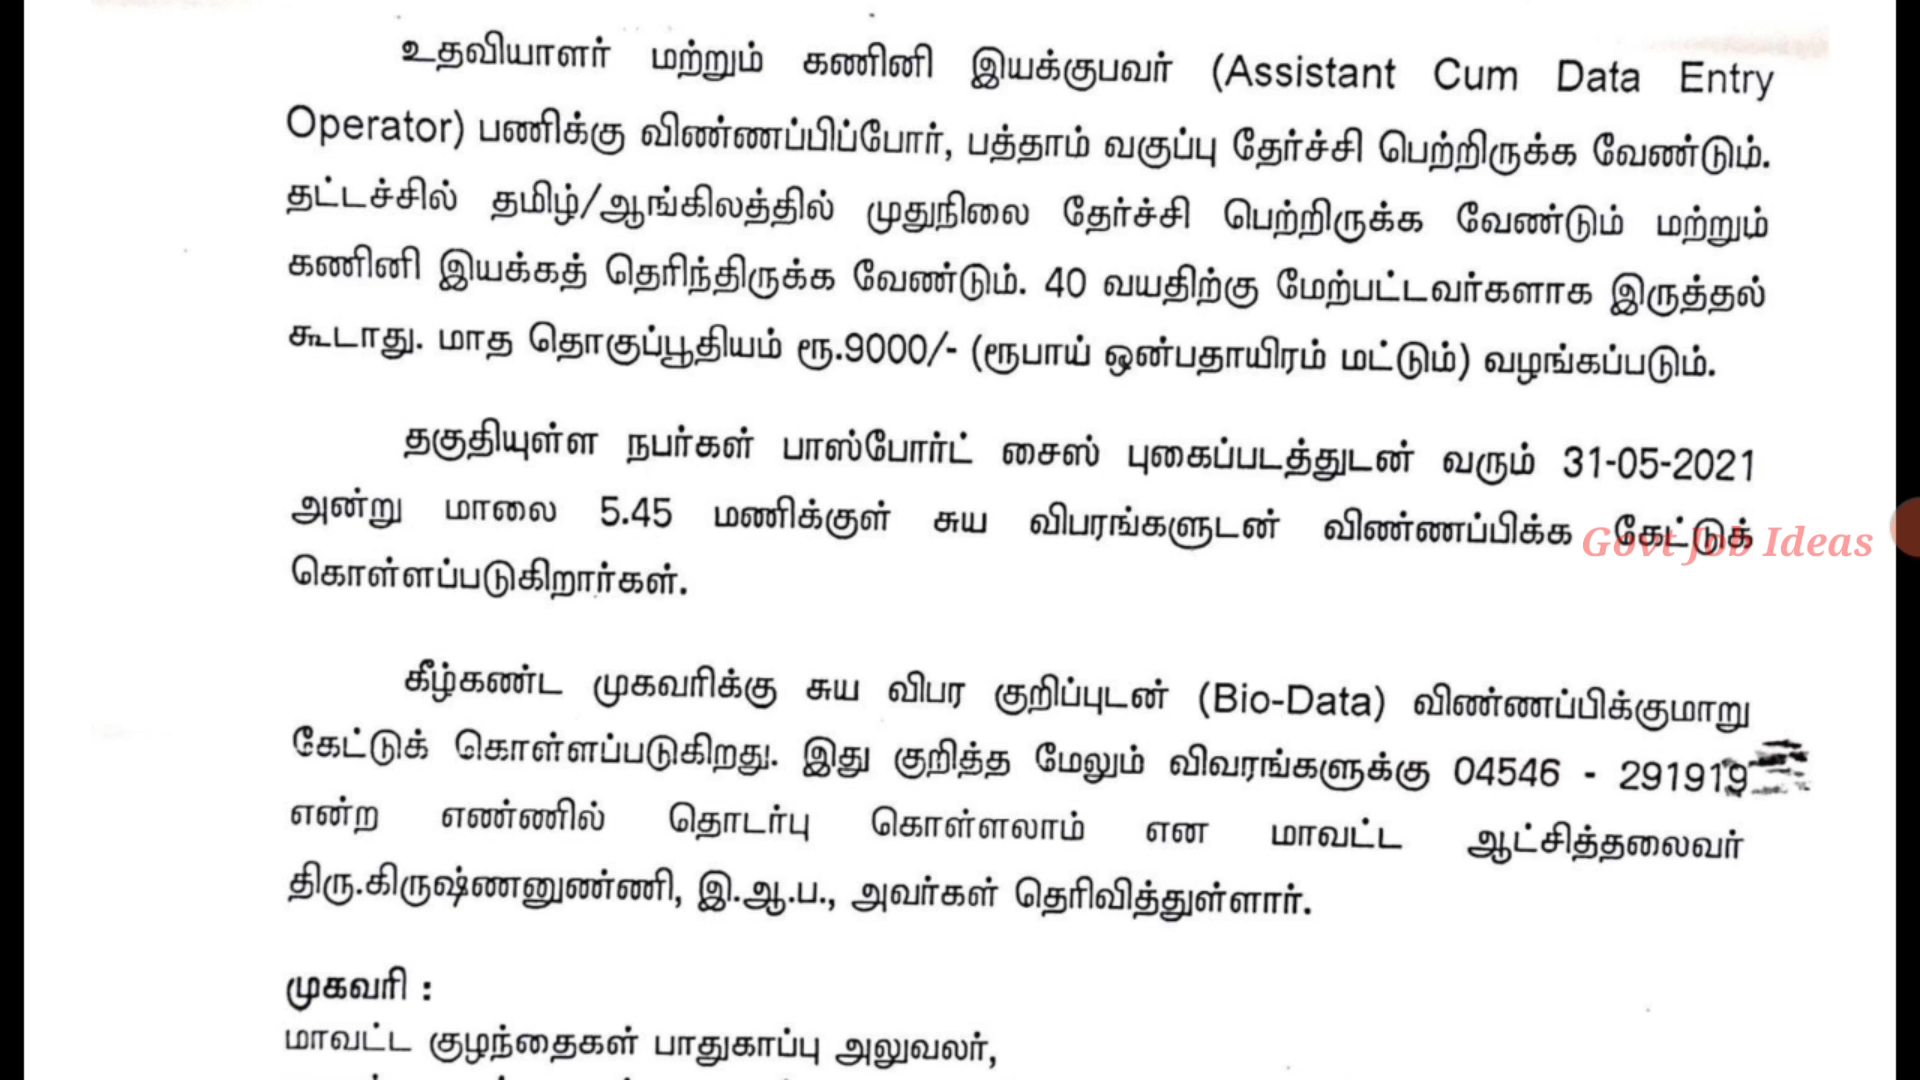 உதவியாளர் மற்றும் கணினி இயக்குபவர் (Assistant Cum Data Entry
Operator) பணிக்கு விண்ணப்பிப்போர், பத்தாம் வகுப்பு தேர்ச்சி பெற்றிருக்க வேண்டும்.
தட்டச்சில் தமிழ்/ஆங்கிலத்தில் முதுநிலை தேர்ச்சி பெற்றிருக்க வேண்டும் மற்றும்
கணினி இயக்கத் தெரிந்திருக்க வேண்டும். 40 வயதிற்கு மேற்பட்டவர்களாக இருத்தல்
கூடாது. மாத தொகுப்பூதியம் ரூ.9000/- (ரூபாய் ஒன்பதாயிரம் மட்டும்) வழங்கப்படும்.
தகுதியுள்ள நபர்கள் பாஸ்போர்ட் சைஸ் புகைப்படத்துடன் வரும் 31-05-2021
அன்று மாலை 5.45 மணிக்குள் சுய விபரங்களுடன் விண்ணப்பிக்க கேட்டுக்
Govt Job Ideas
கொள்ளப்படுகிறார்கள்.
கீழ்கண்ட முகவரிக்கு சுய விபர குறிப்புடன் (Bio-Data) விண்ணப்பிக்குமாறு
கேட்டுக் கொள்ளப்படுகிறது. இது குறித்த மேலும் விவரங்களுக்கு 04546 - 291919
என்ற எண்ணில் தொடர்பு கொள்ளலாம் என மாவட்ட ஆட்சித்தலைவர்
திரு.கிருஷ்ணனுண்ணி, இ.ஆ.ப., அவர்கள் தெரிவித்துள்ளார்.
முகவரி :
மாவட்ட குழந்தைகள் பாதுகாப்பு அலுவலர்,